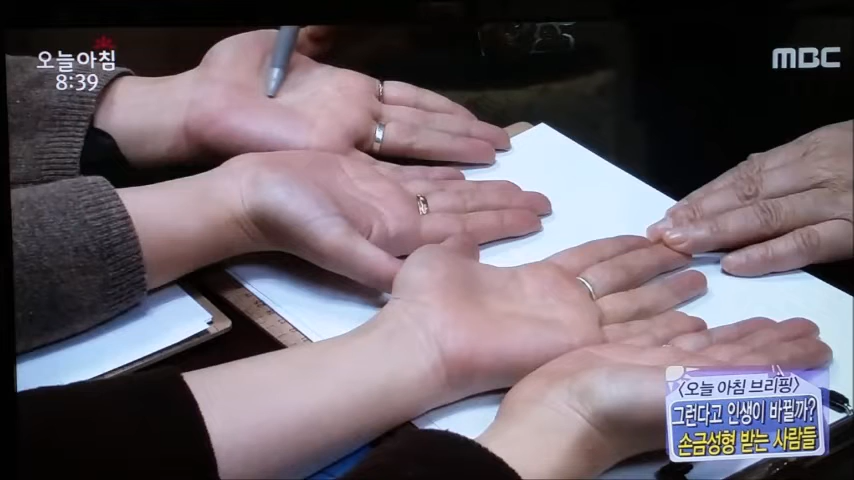 오늘아침
8:39
MBC
<오늘 아침 브리핑>
그런다고 인생이 바뀔까?
손금성형 받는 사람들